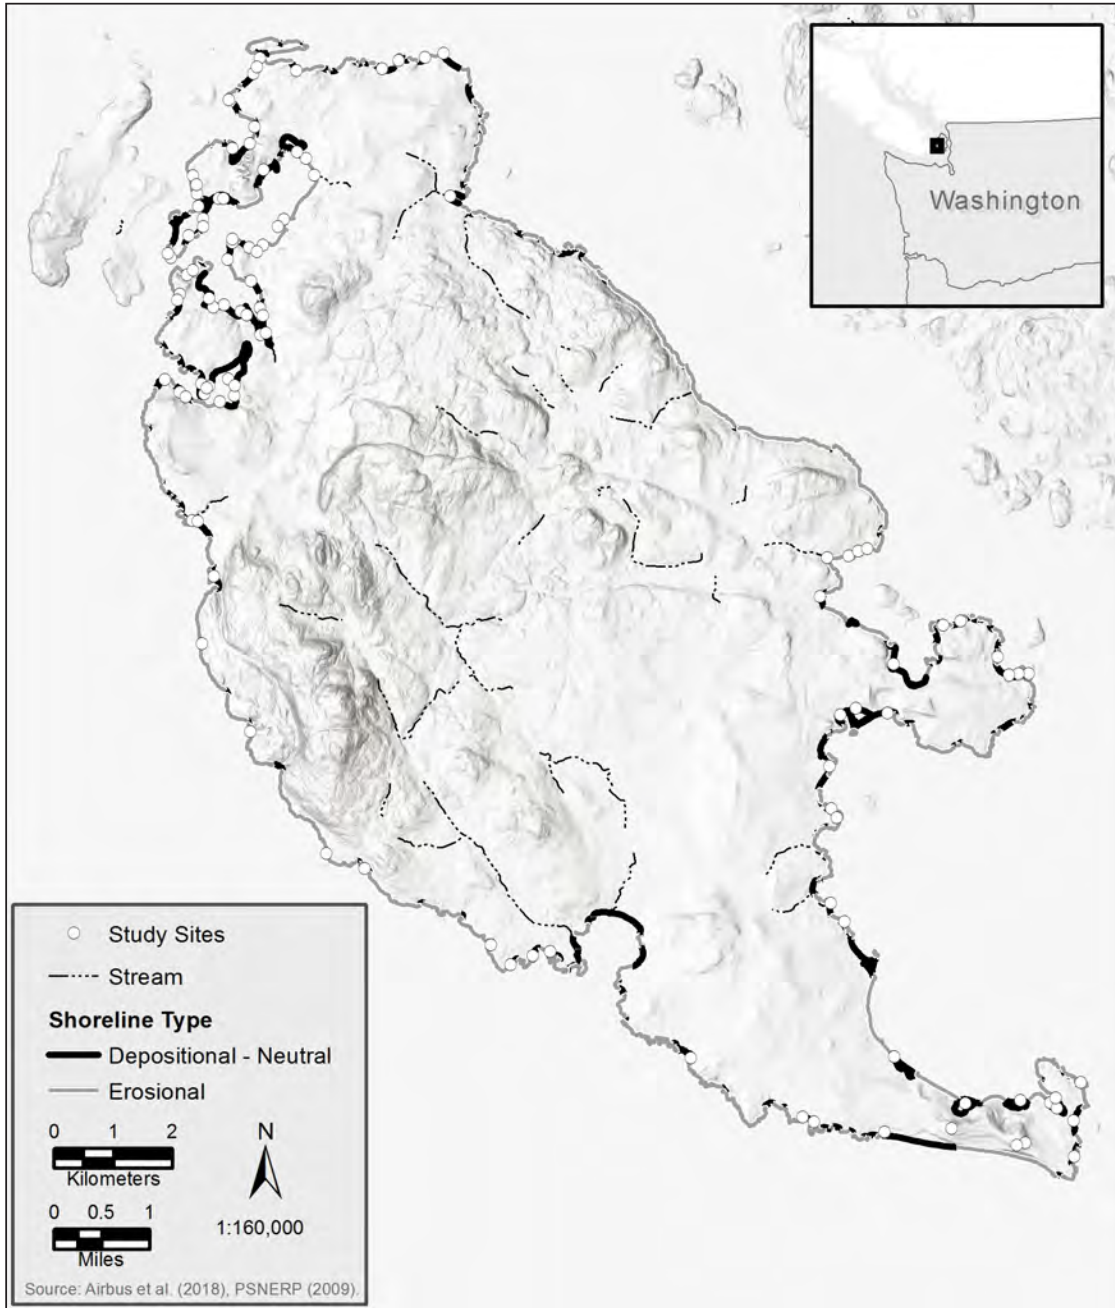 Washington
Study Sites
Stream
Shoreline Type
Depositional - Neutral
Erosional
0 1 2
Kilometers
N
0 0.5 1
Miles
1:160,000
Source: Airbus et al. (2018), PSNERP (2009).